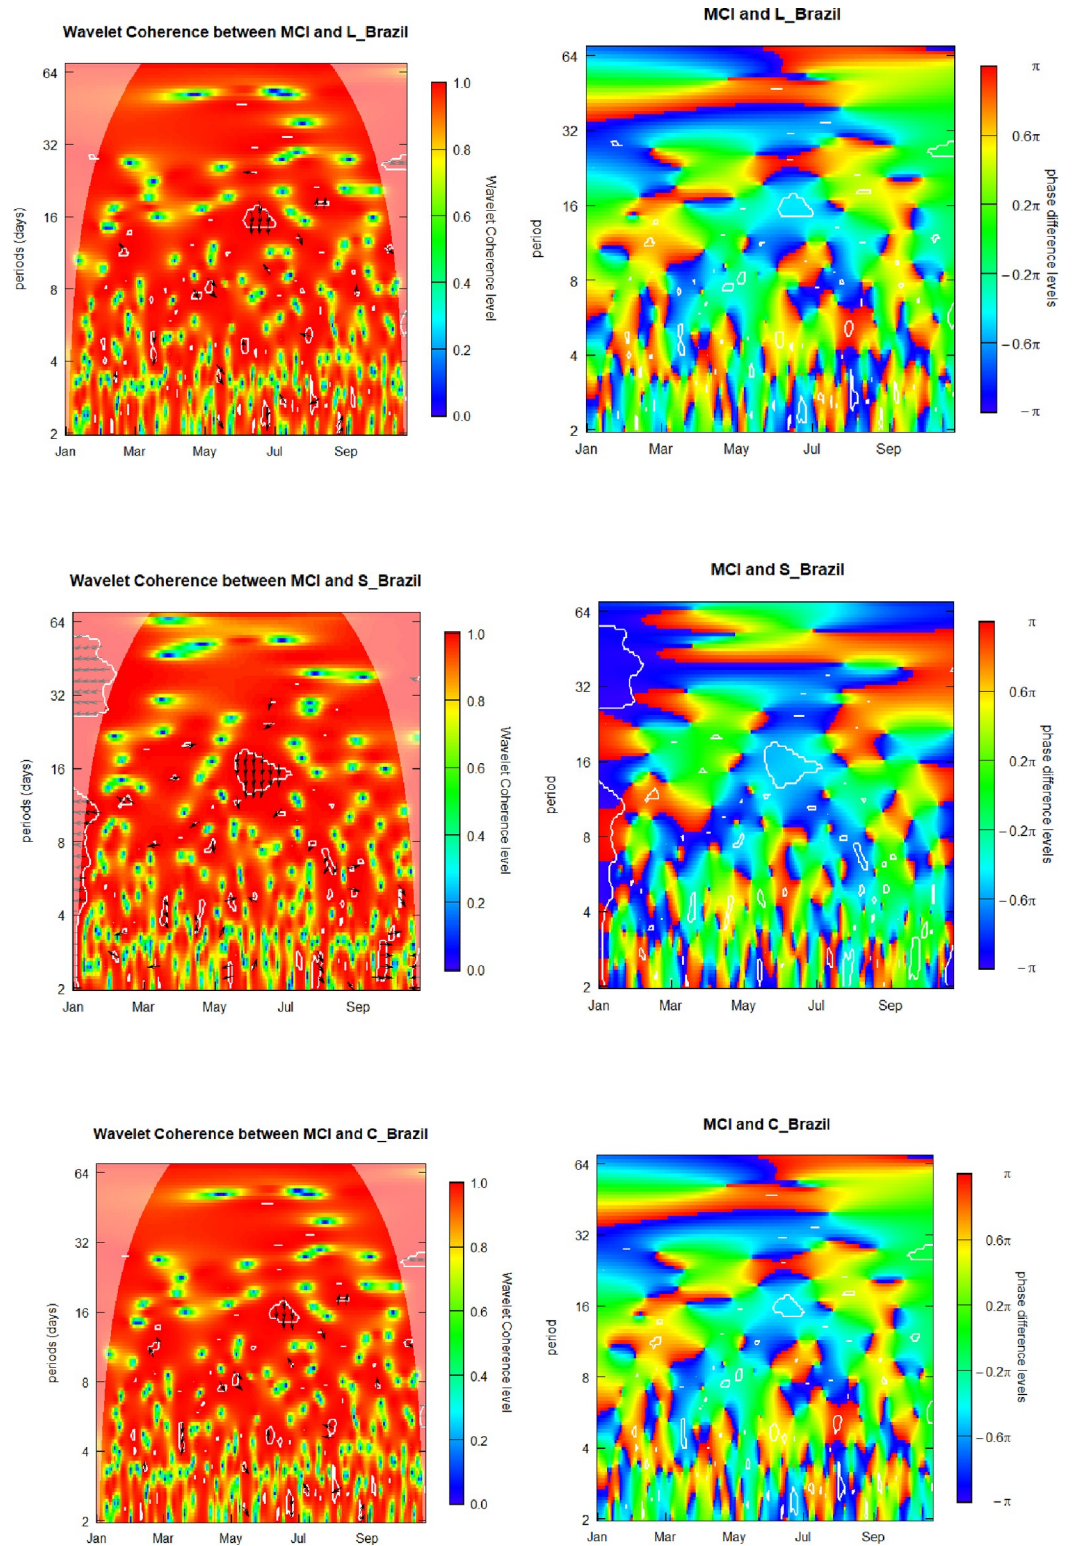 MCI and L_Brazil
Wavelet Coherence between MCI and L_Brazil
64
32
16
8
4
2
periods (days)
Jan Mar May Jul Sep
1.0
0.8
0.6
0.4
0.2
0.0
Wavelet Coherence level
64
32
16
8
4
2
period
Jan Mar May Jul Sep
π
0.6π
0.2π
−0.2π
−0.6π
−π
phase difference levels
Wavelet Coherence between MCI and S_Brazil
MCI and S_Brazil
64
32
16
8
4
2
periods (days)
Jan Mar May Jul Sep
1.0
0.8
0.6
0.4
0.2
0.0
Wavelet Coherence level
64
32
16
8
4
2
period
Jan Mar May Jul Sep
π
0.6π
0.2π
−0.2π
−0.6π
−π
phase difference levels
Wavelet Coherence between MCI and C_Brazil
MCI and C_Brazil
64
32
16
8
4
2
periods (days)
Jan Mar May Jul Sep
1.0
0.8
0.6
0.4
0.2
0.0
Wavelet Coherence level
64
32
16
8
4
2
period
Jan Mar May Jul Sep
π
0.6π
0.2π
−0.2π
−0.6π
−π
phase difference levels